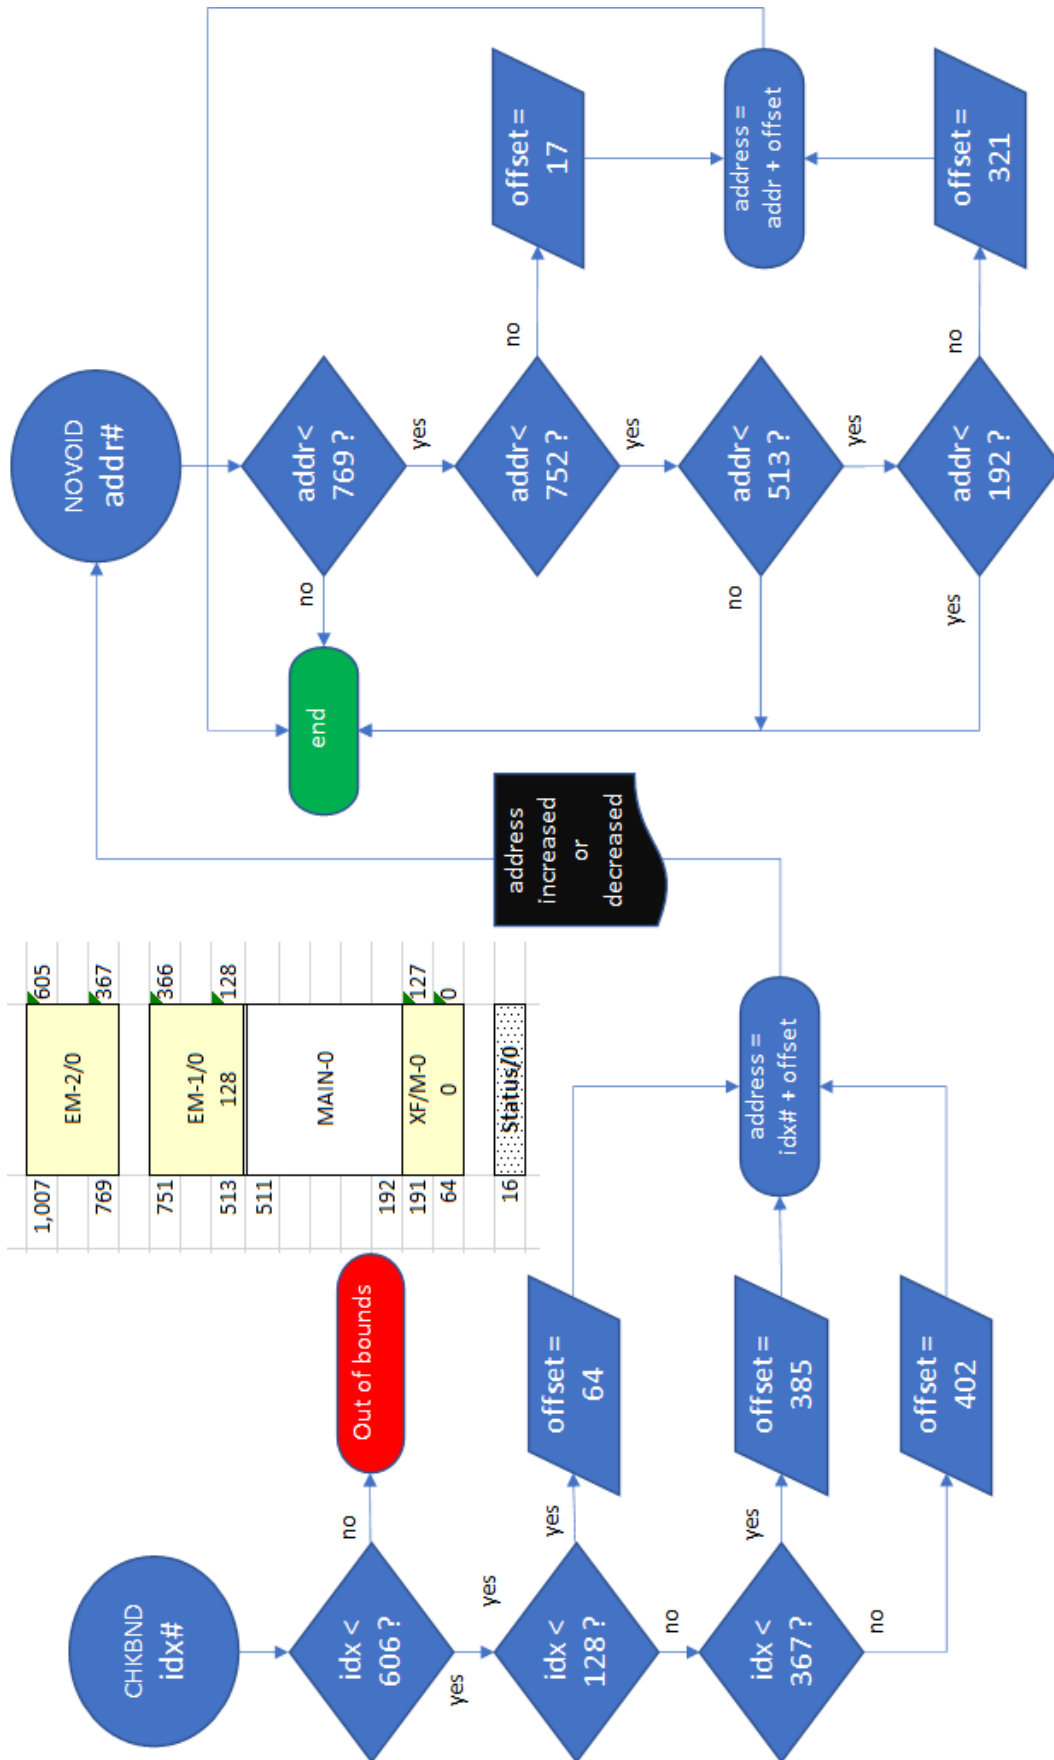 CHKBND
idx#
idx <
606 ?
no
Out of bounds
yes
yes
idx <
128 ?
yes
offset =
64
no
idx <
367 ?
yes
offset =
385
no
offset =
402
address =
idx# + offset
1,007
EM-2/0
605
769
367
751
EM-1/0
366
513
128
128
511
MAIN-0
192
191
XF/M-0
127
64
0
0
16
Status/0
address
increased
or
decreased
NOVOID
addr#
addr<
769 ?
no
end
yes
addr<
752 ?
no
offset =
17
yes
addr<
513 ?
no
yes
addr<
192 ?
yes
no
offset =
321
address =
addr + offset